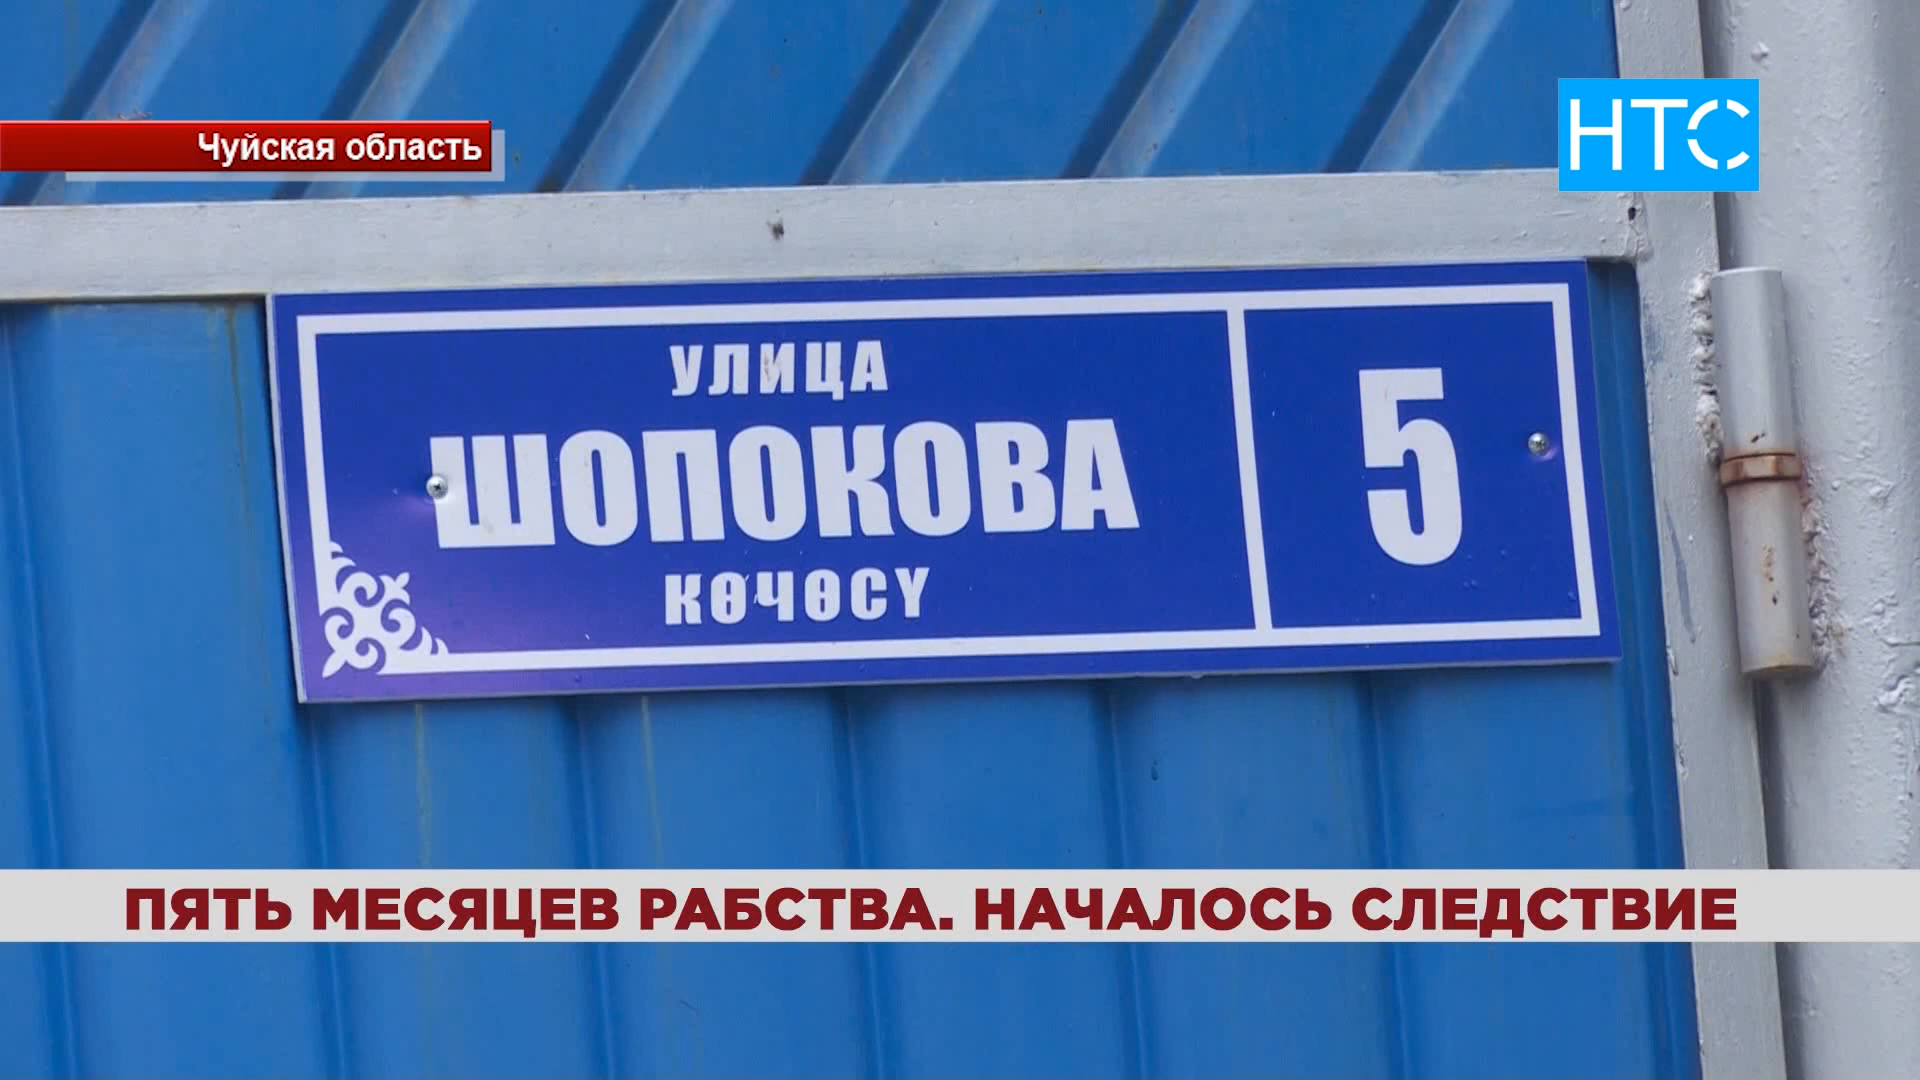 Чуйская область
НТС
УЛИЦА
ШОПОКОВА
КӨЧӨСҮ
5
ПЯТЬ МЕСЯЦЕВ РАБСТВА. НАЧАЛОСЬ СЛЕДСТВИЕ